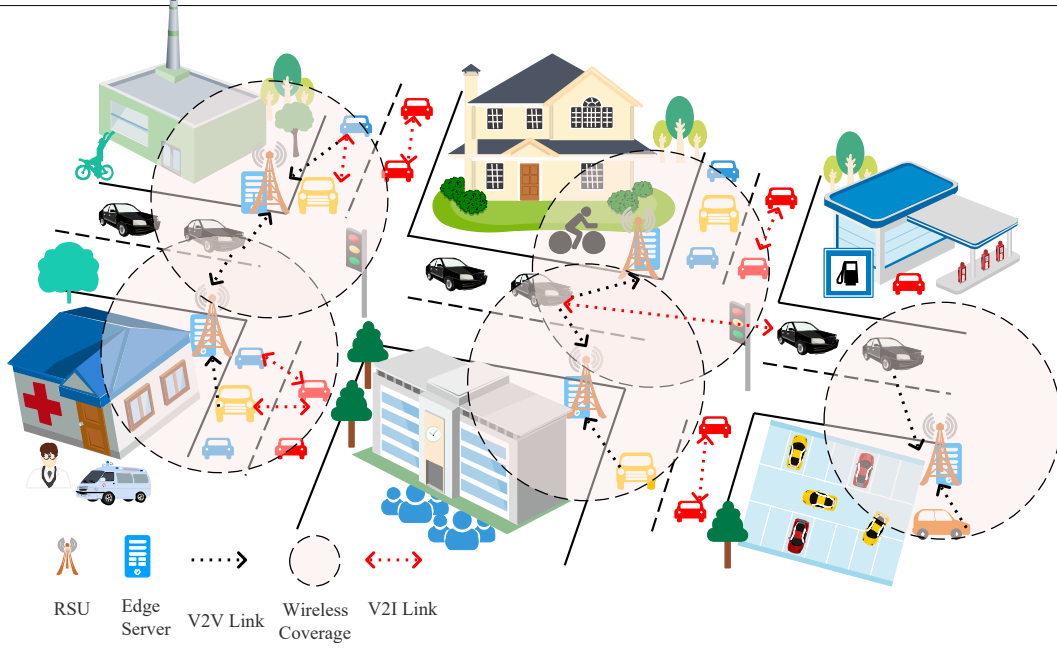 RSU
Edge
Server
V2V Link
Wireless
Coverage
V2I Link